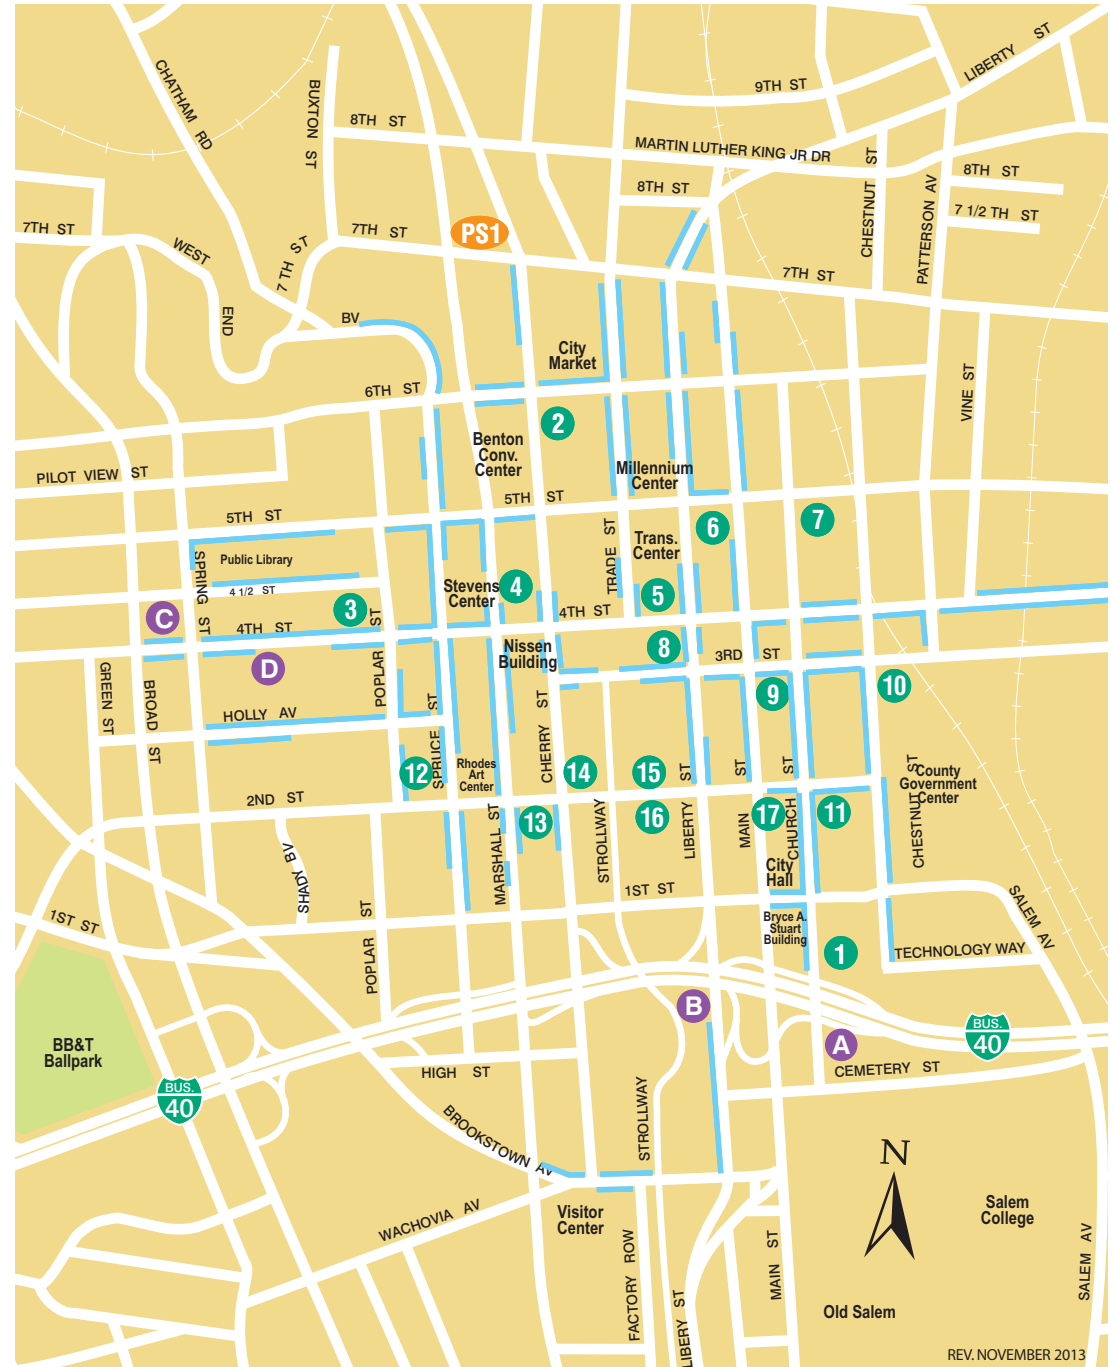 LIBERTY ST
CHATHAM RD
9TH ST
BUXTON ST
8TH ST
MARTIN LUTHER KING JR DR
CHESTNUT ST
8TH ST
PATTERSON AV
8TH ST
7 1/2 TH ST
7TH ST
WEST
END
BV
7 TH ST
7TH ST
PS1
7TH ST
City
Market
6TH ST
VINE ST
2
Benton
Conv.
Center
Millennium
Center
PILOT VIEW ST
5TH ST
5TH ST
6
7
TRADE ST
Trans.
Center
Public Library
SPRING ST
4 1/2 ST
Stevens
Center
4
5
3
C
4TH ST
4TH ST
POPLAR ST
Nissen
Building
8
3RD ST
D
9
10
GREEN ST
BROAD ST
HOLLY AV
SPRUCE ST
CHERRY ST
12
Rhodes
Art
Center
14
15
LIBERTY ST
MAIN ST
CHURCH ST
CHESTNUT ST
County
Government
Center
2ND ST
MARSHALL ST
13
STROLLWAY
16
17
11
SHADY BV
City
Hall
1ST ST
SALEM AV
1ST ST
POPLAR ST
Bryce A.
Stuart
Building
1
TECHNOLOGY WAY
B
A
BUS.
40
BB&T
Ballpark
BUS.
40
HIGH ST
CEMETERY ST
BROOKSTOWN AV
STROLLWAY
N
WACHOVIA AV
Visitor
Center
Salem
College
FACTORY ROW
LIBERY ST
MAIN ST
SALEM AV
Old Salem
REV. NOVEMBER 2013